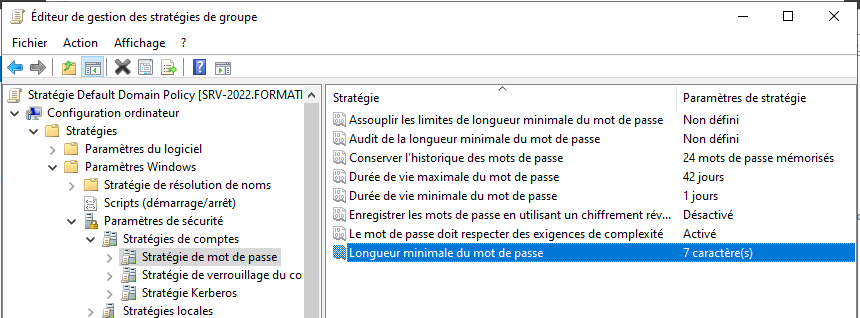 Éditeur de gestion des stratégies de groupe
Fichier Action Affichage ?
Stratégie Default Domain Policy [SRV-2022.FORMATI
Configuration ordinateur
Stratégies
Paramètres du logiciel
Paramètres Windows
Stratégie de résolution de noms
Scripts (démarrage/arrêt)
Paramètres de sécurité
Stratégies de comptes
Stratégie de mot de passe
Stratégie de verrouillage du co
Stratégie Kerberos
Stratégies locales
Stratégie Paramètres de stratégie
Assouplir les limites de longueur minimale du mot de passe Non défini
Audit de la longueur minimale du mot de passe Non défini
Conserver l'historique des mots de passe 24 mots de passe mémorisés
Durée de vie maximale du mot de passe 42 jours
Durée de vie minimale du mot de passe 1 jours
Enregistrer les mots de passe en utilisant un chiffrement rév... Désactivé
Le mot de passe doit respecter des exigences de complexité Activé
Longueur minimale du mot de passe 7 caractère(s)